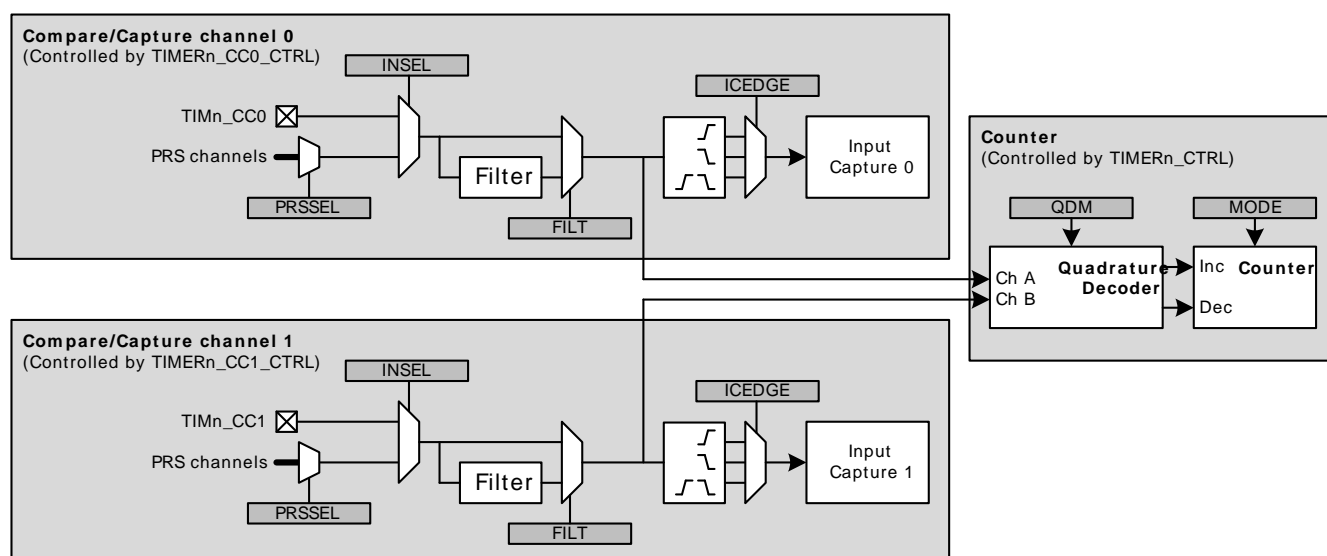 Compare/Capture channel 0
(Controlled by TIMERn_CC0_CTRL)
INSEL
ICEDGE
TIMn_CC0
PRS channels
PRSSEL
Filter
FILT
Input
Capture 0
Counter
(Controlled by TIMERn_CTRL)
QDM
MODE
Ch A
Ch B
Quadrature
Decoder
Inc
Dec
Counter
Compare/Capture channel 1
(Controlled by TIMERn_CC1_CTRL)
INSEL
ICEDGE
TIMn_CC1
PRS channels
PRSSEL
Filter
FILT
Input
Capture 1